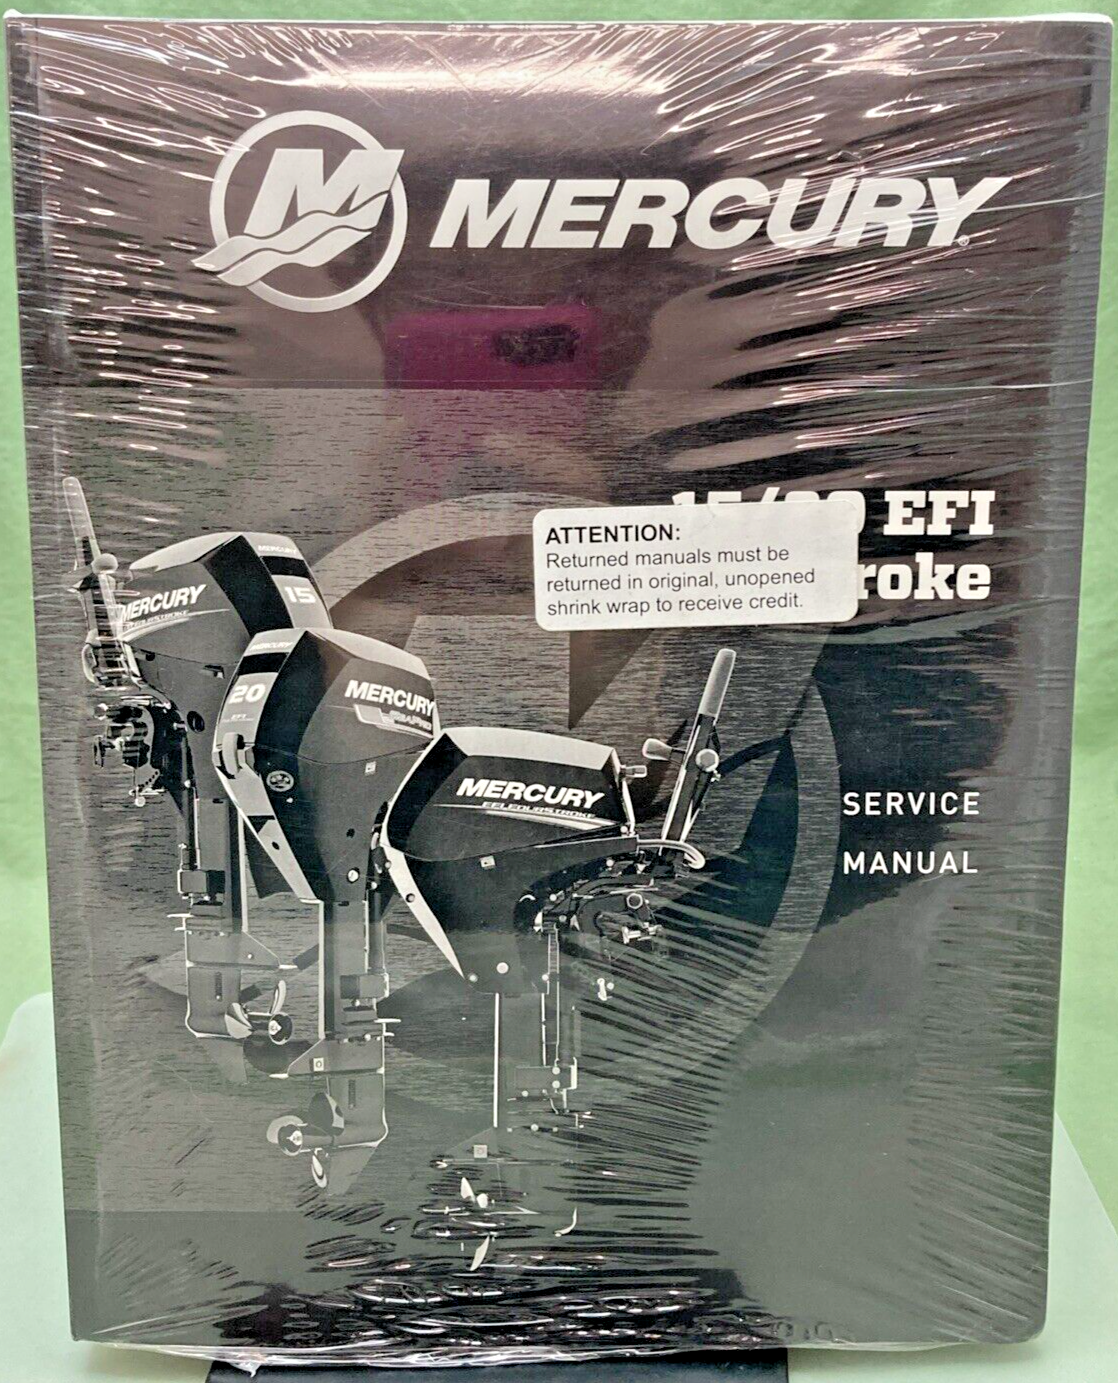 MERCURY
EFI
roke
ATTENTION:
Returned manuals must be
returned in original, unopened
shrink wrap to receive credit.
MERCURY
15
20
EFI
MERCURY
MERCURY
SERVICE
MANUAL